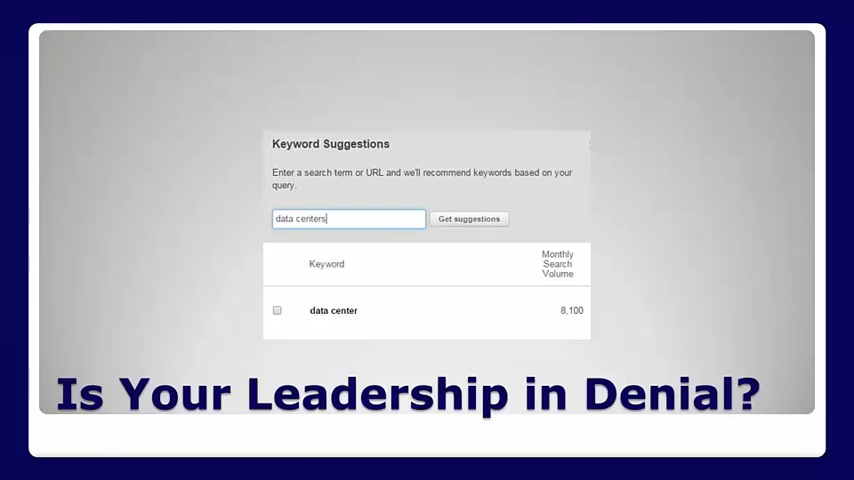 Keyword Suggestions
Enter a search term or URL and we'll recommend keywords based on your
query.
data centers
Get suggestions
Keyword
Monthly
Search
Volume
data center
8,100
Is Your Leadership in Denial?